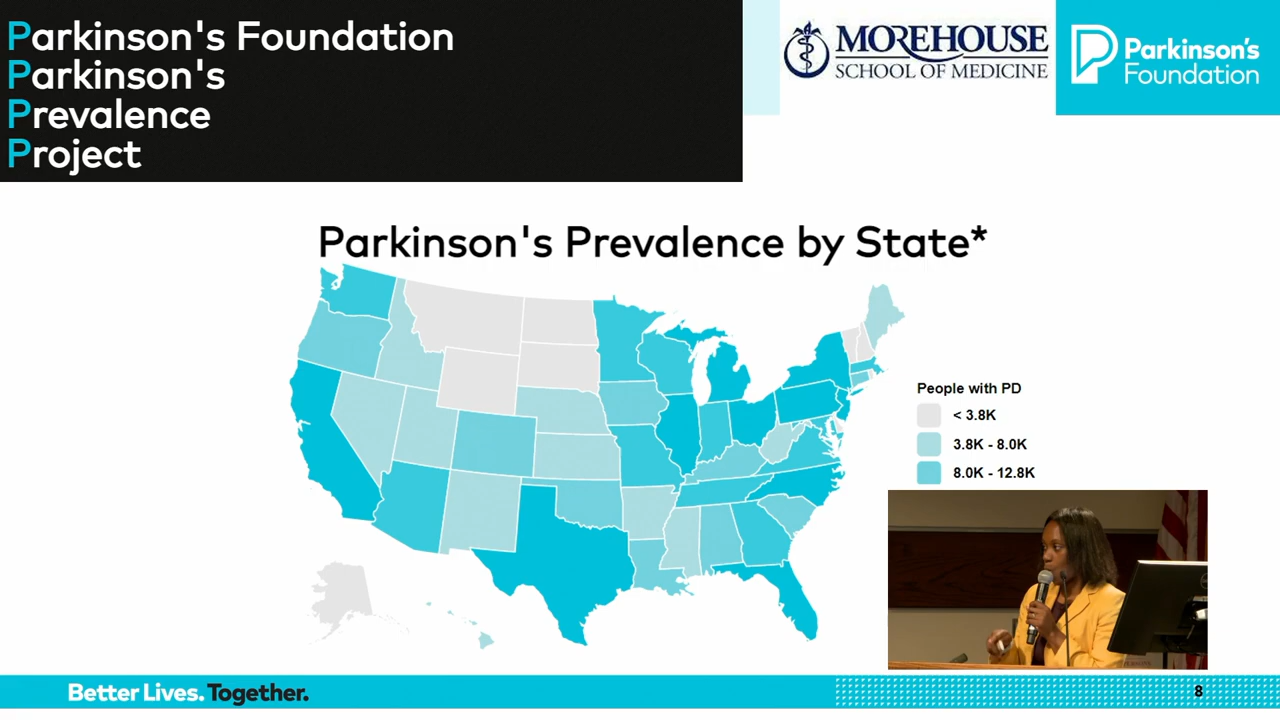 Parkinson's Foundation
Parkinson's
Prevalence
Project
MOREHOUSE
SCHOOL OF MEDICINE
Parkinson's
Foundation
Parkinson's Prevalence by State*
People with PD
< 3.8K
3.8K - 8.0K
8.0K - 12.8K
Better Lives. Together.
8